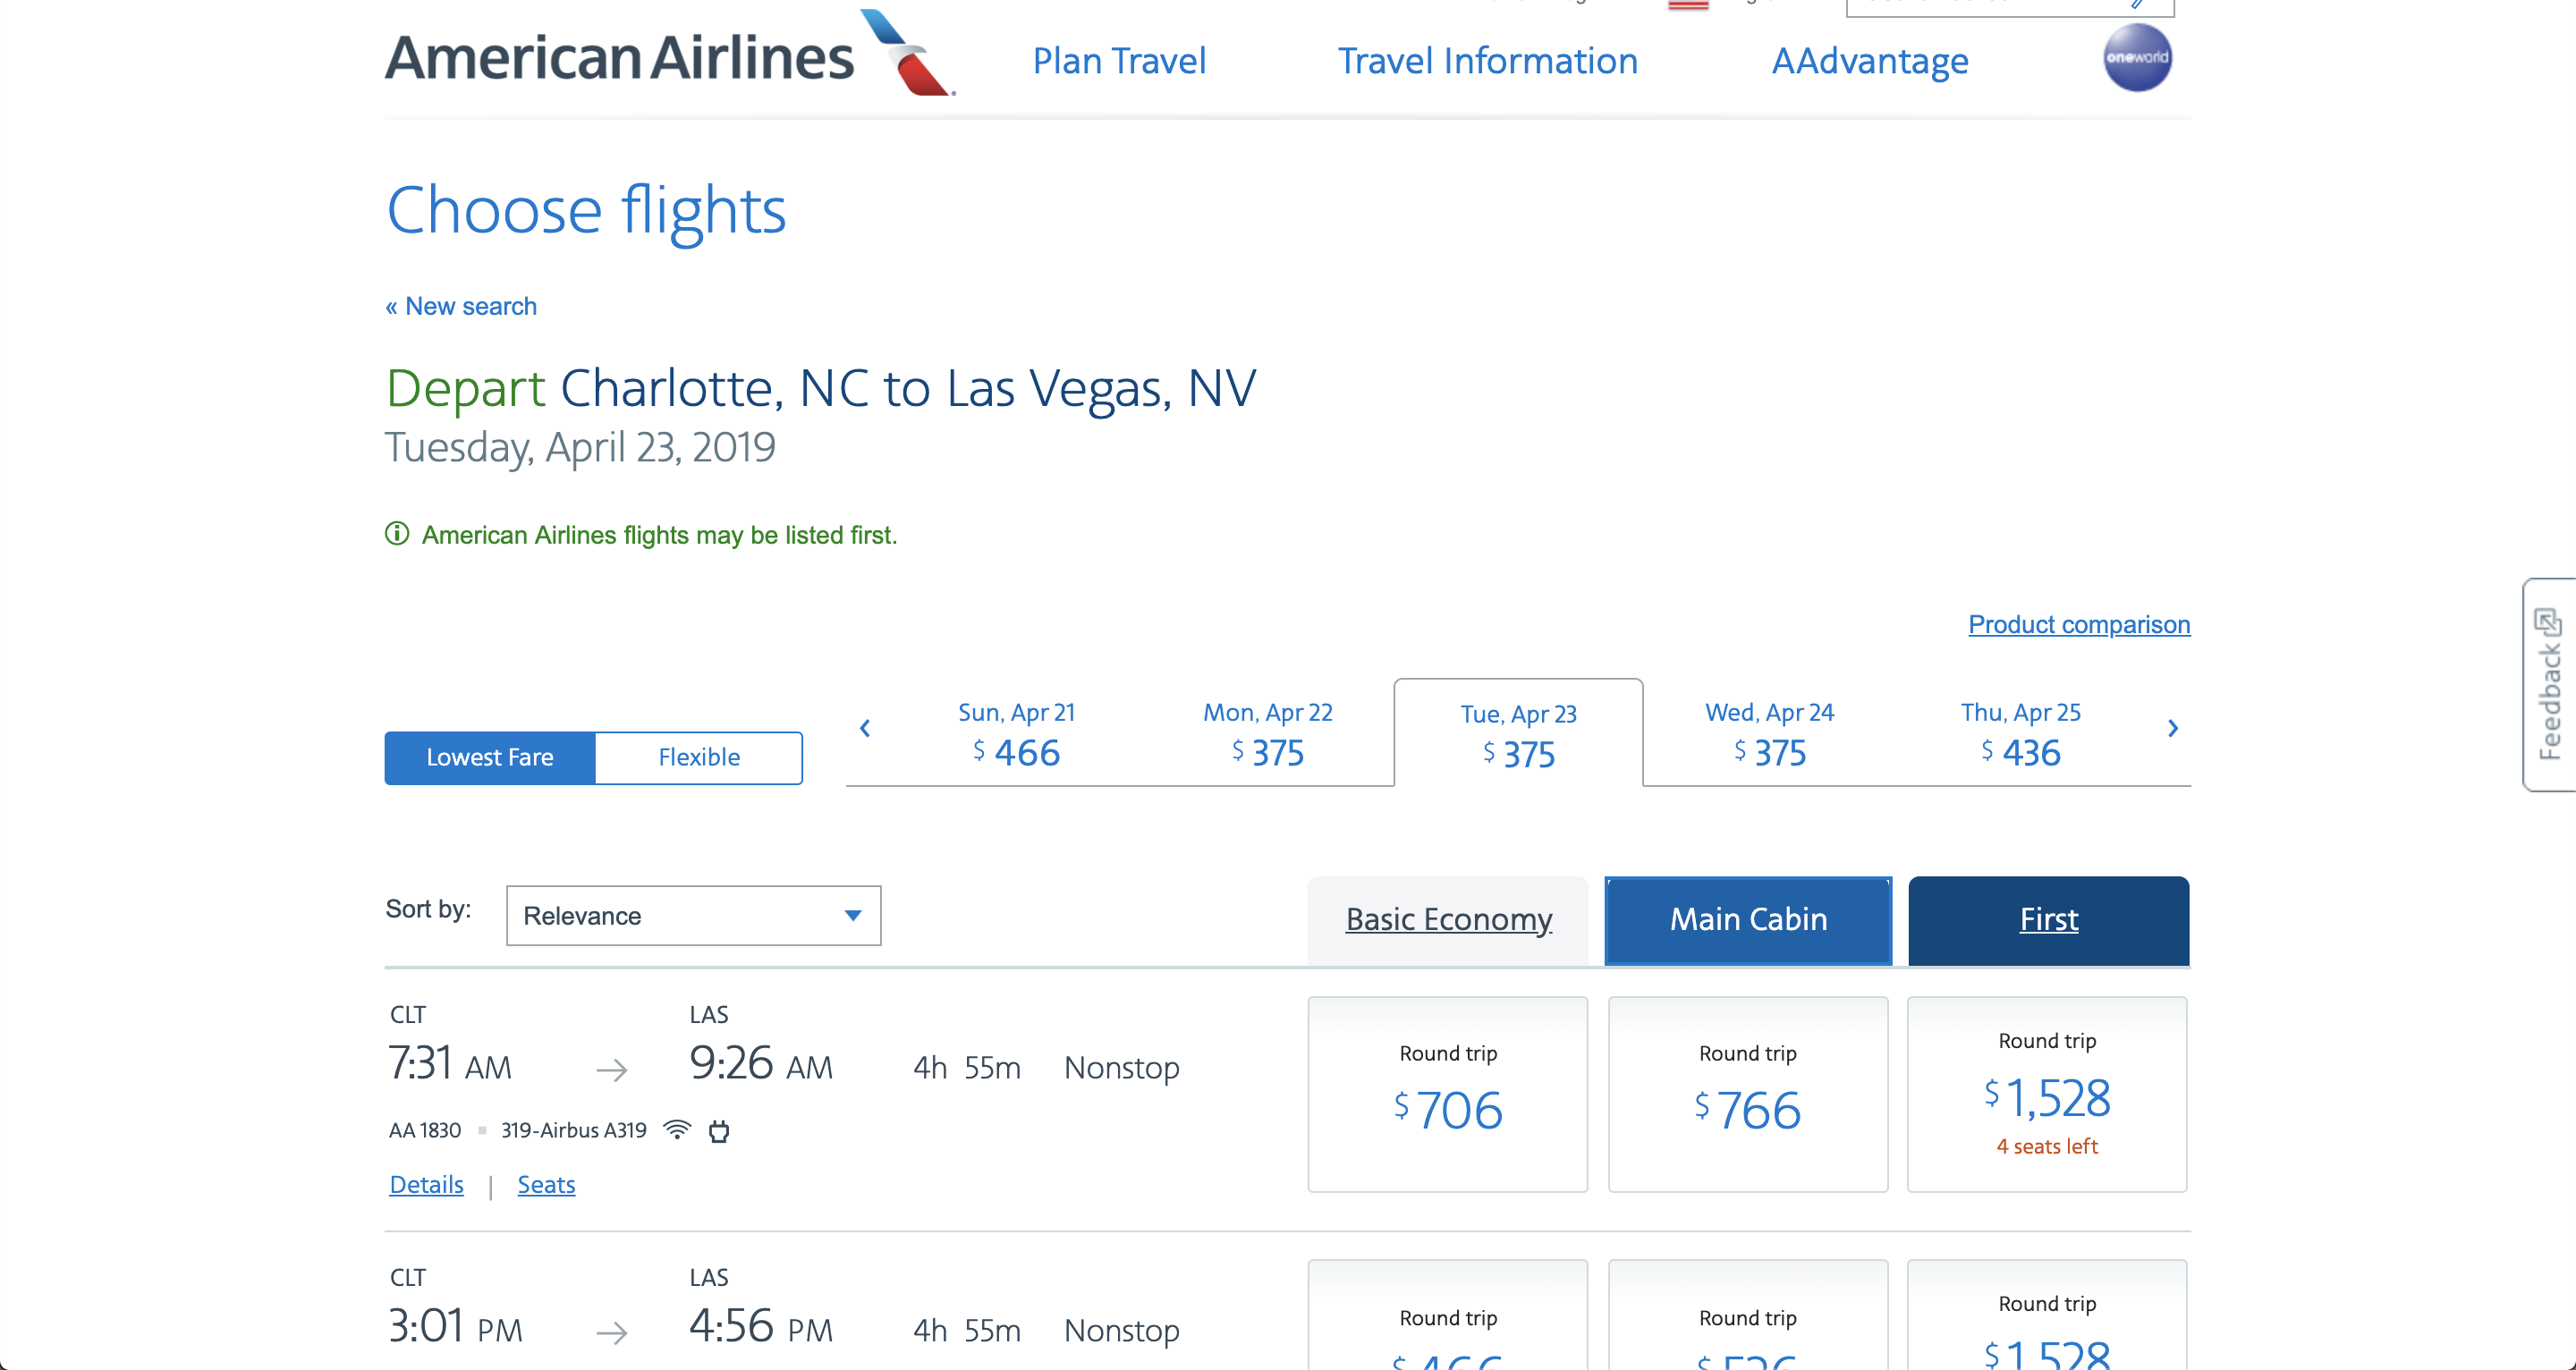 American Airlines
Plan Travel
Travel Information
AAdvantage
oneworld
Choose flights
« New search
Depart Charlotte, NC to Las Vegas, NV
Tuesday, April 23, 2019
American Airlines flights may be listed first.
Product comparison
Feedback
Lowest Fare
Flexible
‹
Sun, Apr 21
$ 466
Mon, Apr 22
$ 375
Tue, Apr 23
$ 375
Wed, Apr 24
$ 375
Thu, Apr 25
$ 436
›
Sort by:
Relevance
Basic Economy
Main Cabin
First
CLT
LAS
7:31 AM → 9:26 AM 4h 55m Nonstop
AA 1830 319-Airbus A319
Details | Seats
Round trip
$706
Round trip
$766
Round trip
$1,528
4 seats left
CLT
LAS
3:01 PM → 4:56 PM 4h 55m Nonstop
Round trip
$466
Round trip
$526
Round trip
$1,528